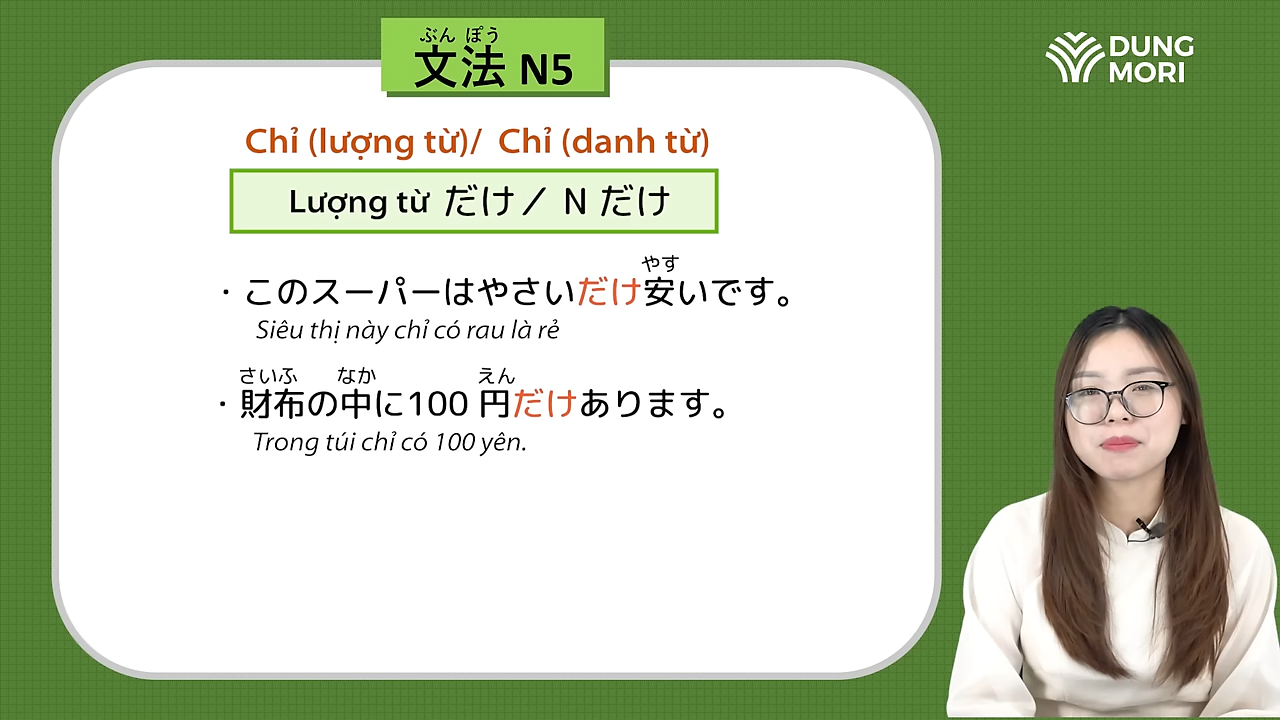 ぶん ぽう
文法 N5
DUNG
MORI
Chỉ (lượng từ)/ Chỉ (danh từ)
Lượng từ だけ／ N だけ
やす
・このスーパーはやさいだけ安いです。
Siêu thị này chỉ có rau là rẻ
さいふ なか えん
・財布の中に100 円だけあります。
Trong túi chỉ có 100 yên.